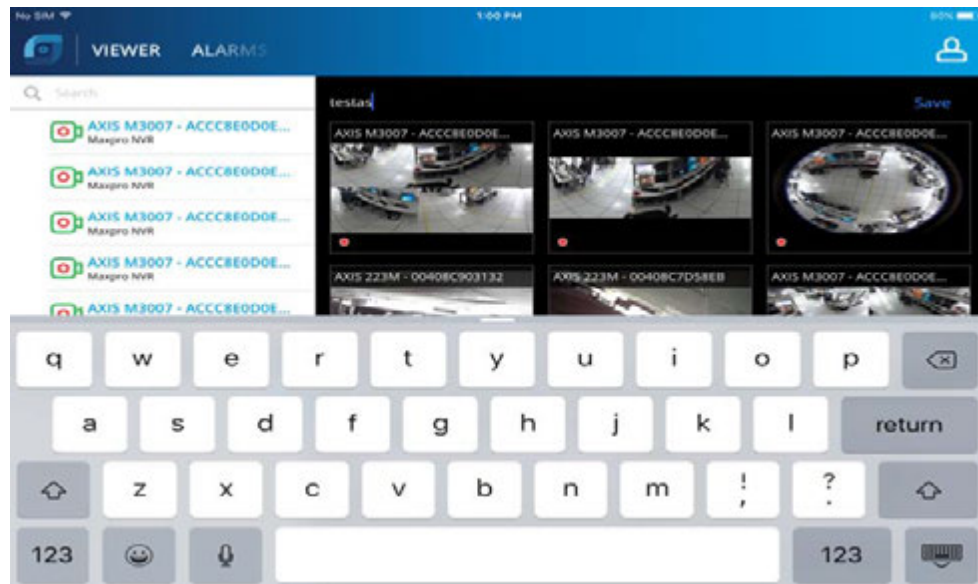 No SIM 1:00 PM 80%
VIEWER ALARMS
Search
testas Save
AXIS M3007 - ACCC8E0D0E...
Maxpro NVR
AXIS M3007 - ACCC8E0D0E...
Maxpro NVR
AXIS M3007 - ACCC8E0D0E...
Maxpro NVR
AXIS M3007 - ACCC8E0D0E...
Maxpro NVR
AXIS M3007 - ACCC8E0D0E...
AXIS M3007 - ACCC8E0D0E... AXIS M3007 - ACCC8E0D0E... AXIS M3007 - ACCC8E0D0E...
AXIS 223M - 00408C903132 AXIS 223M - 00408C7D58EB AXIS M3007 - ACCC8E0D0E...
q w e r t y u i o p
a s d f g h j k l return
z x c v b n m ! , ? .
123 123